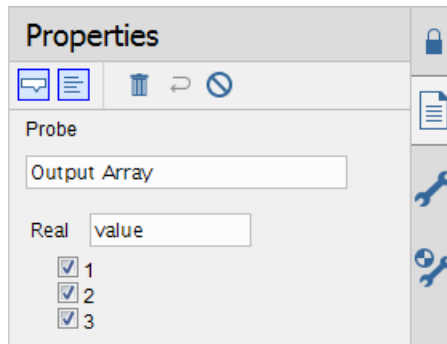 Properties
Probe
Output Array
Real value
1
2
3